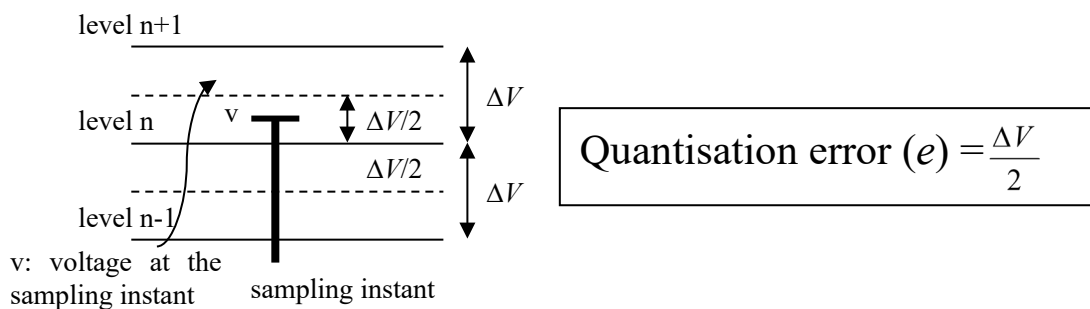 level n+1
ΔV
level n
v
ΔV/2
ΔV/2
ΔV
level n-1
v: voltage at the
sampling instant
sampling instant
Quantisation error (e) = ΔV/2